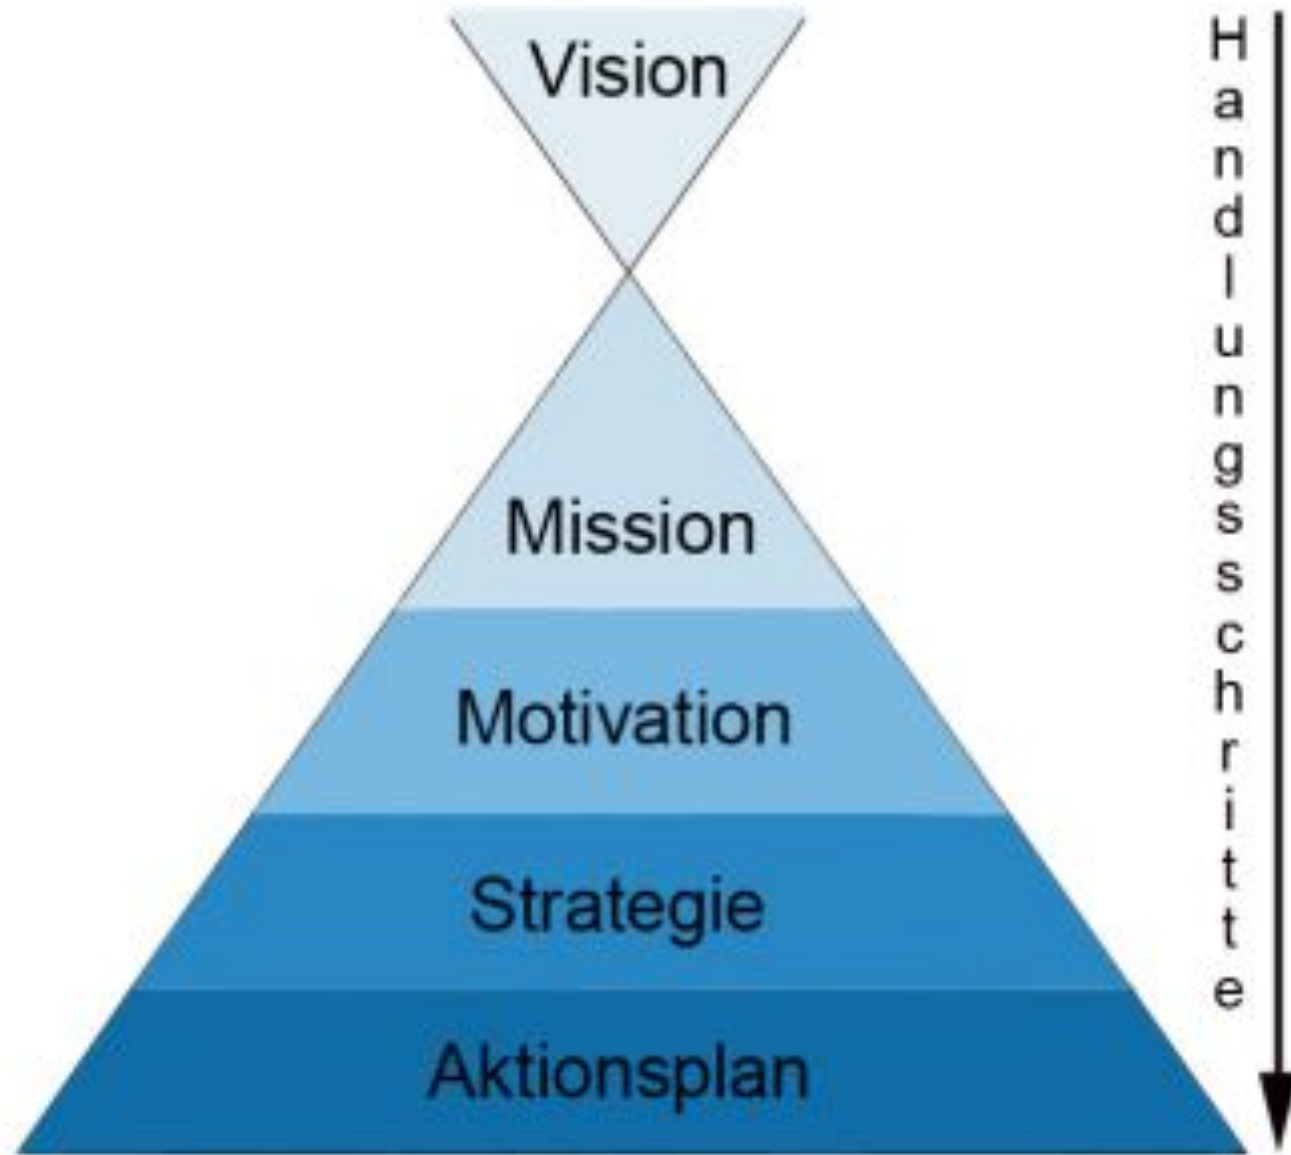 Vision
Mission
Motivation
Strategie
Aktionsplan
Handlungsschritte